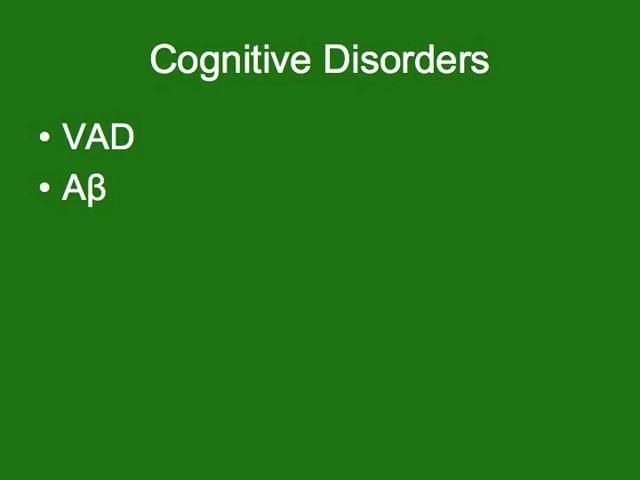 Cognitive Disorders
• VAD
• Aβ